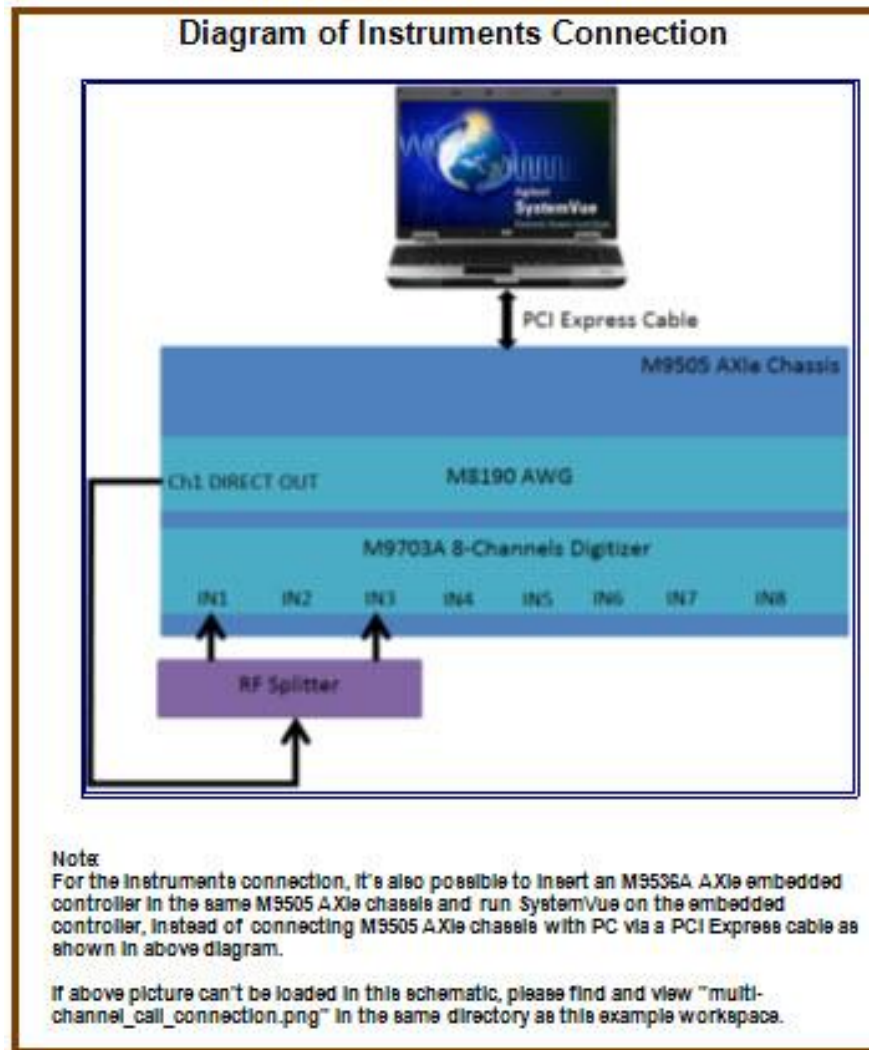 Diagram of Instruments Connection
Agilent
SystemVue
PCI Express Cable
M9505 AXIe Chassis
Ch1 DIRECT OUT M8190 AWG
M9703A 8-Channels Digitizer
IN1 IN2 IN3 IN4 IN5 IN6 IN7 IN8
RF Splitter
Note:
For the instruments connection, it's also possible to insert an M9536A AXIe embedded
controller in the same M9505 AXIe chassis and run SystemVue on the embedded
controller, instead of connecting M9505 AXIe chassis with PC via a PCI Express cable as
shown in above diagram.
If above picture can't be loaded in this schematic, please find and view "multi-
channel_cali_connection.png" in the same directory as this example workspace.